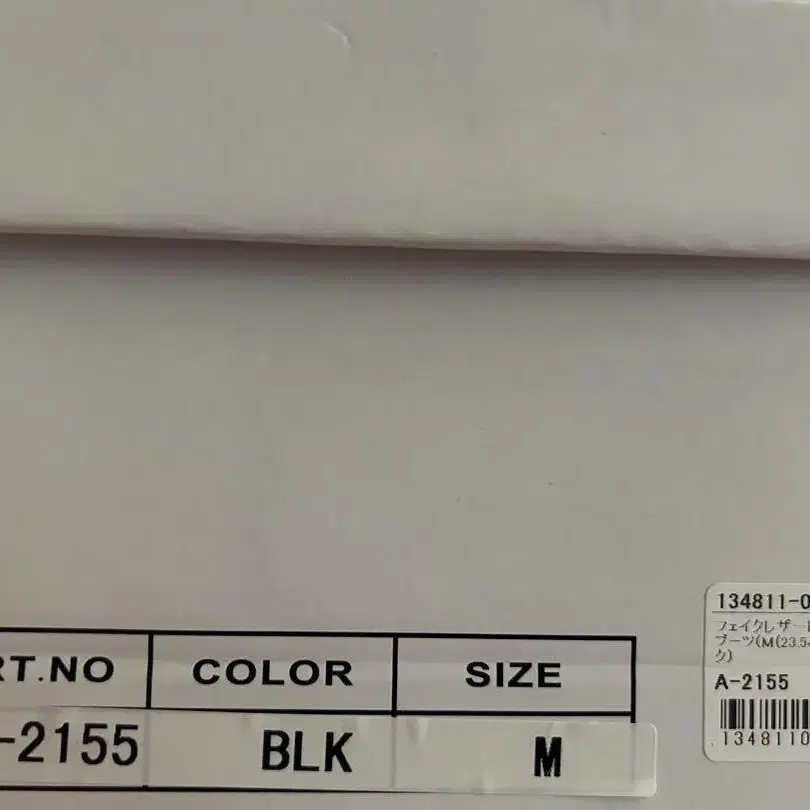 RT.NO COLOR SIZE
-2155 BLK M
134811-0
フェイクレザー
ブーツ(M(23.5
ク)
A-2155
1348110